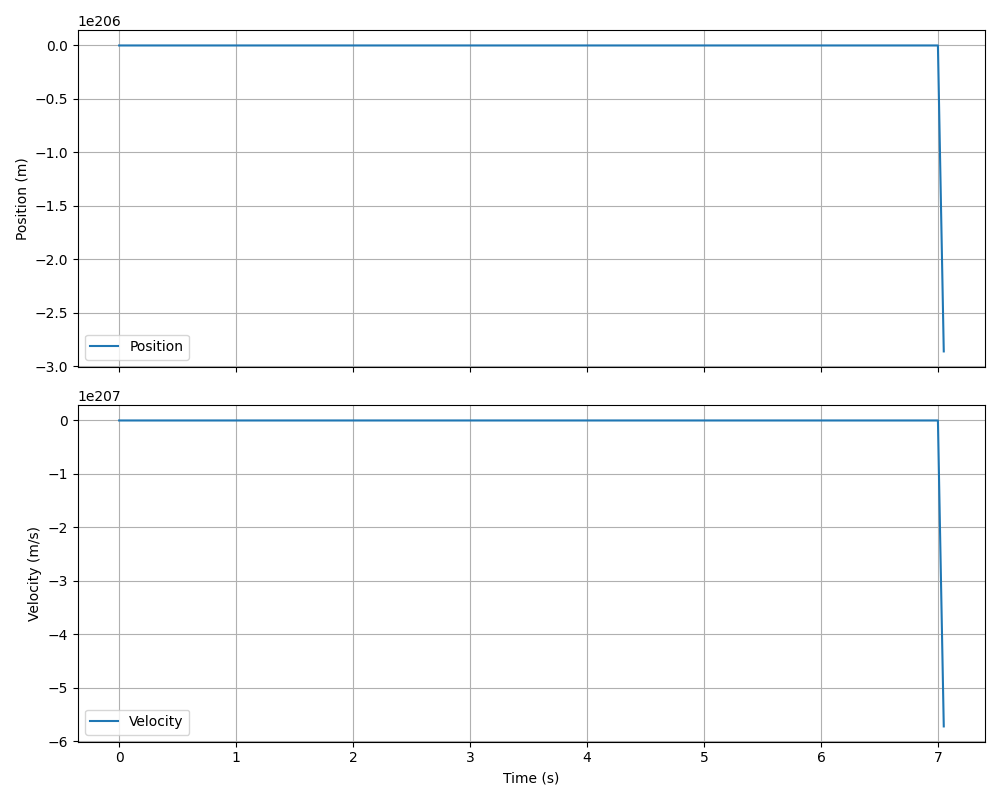 1e206
0.0
−0.5
−1.0
−1.5
−2.0
−2.5
−3.0
Position (m)
Position
1e207
0
−1
−2
−3
−4
−5
−6
Velocity (m/s)
Velocity
0 1 2 3 4 5 6 7
Time (s)